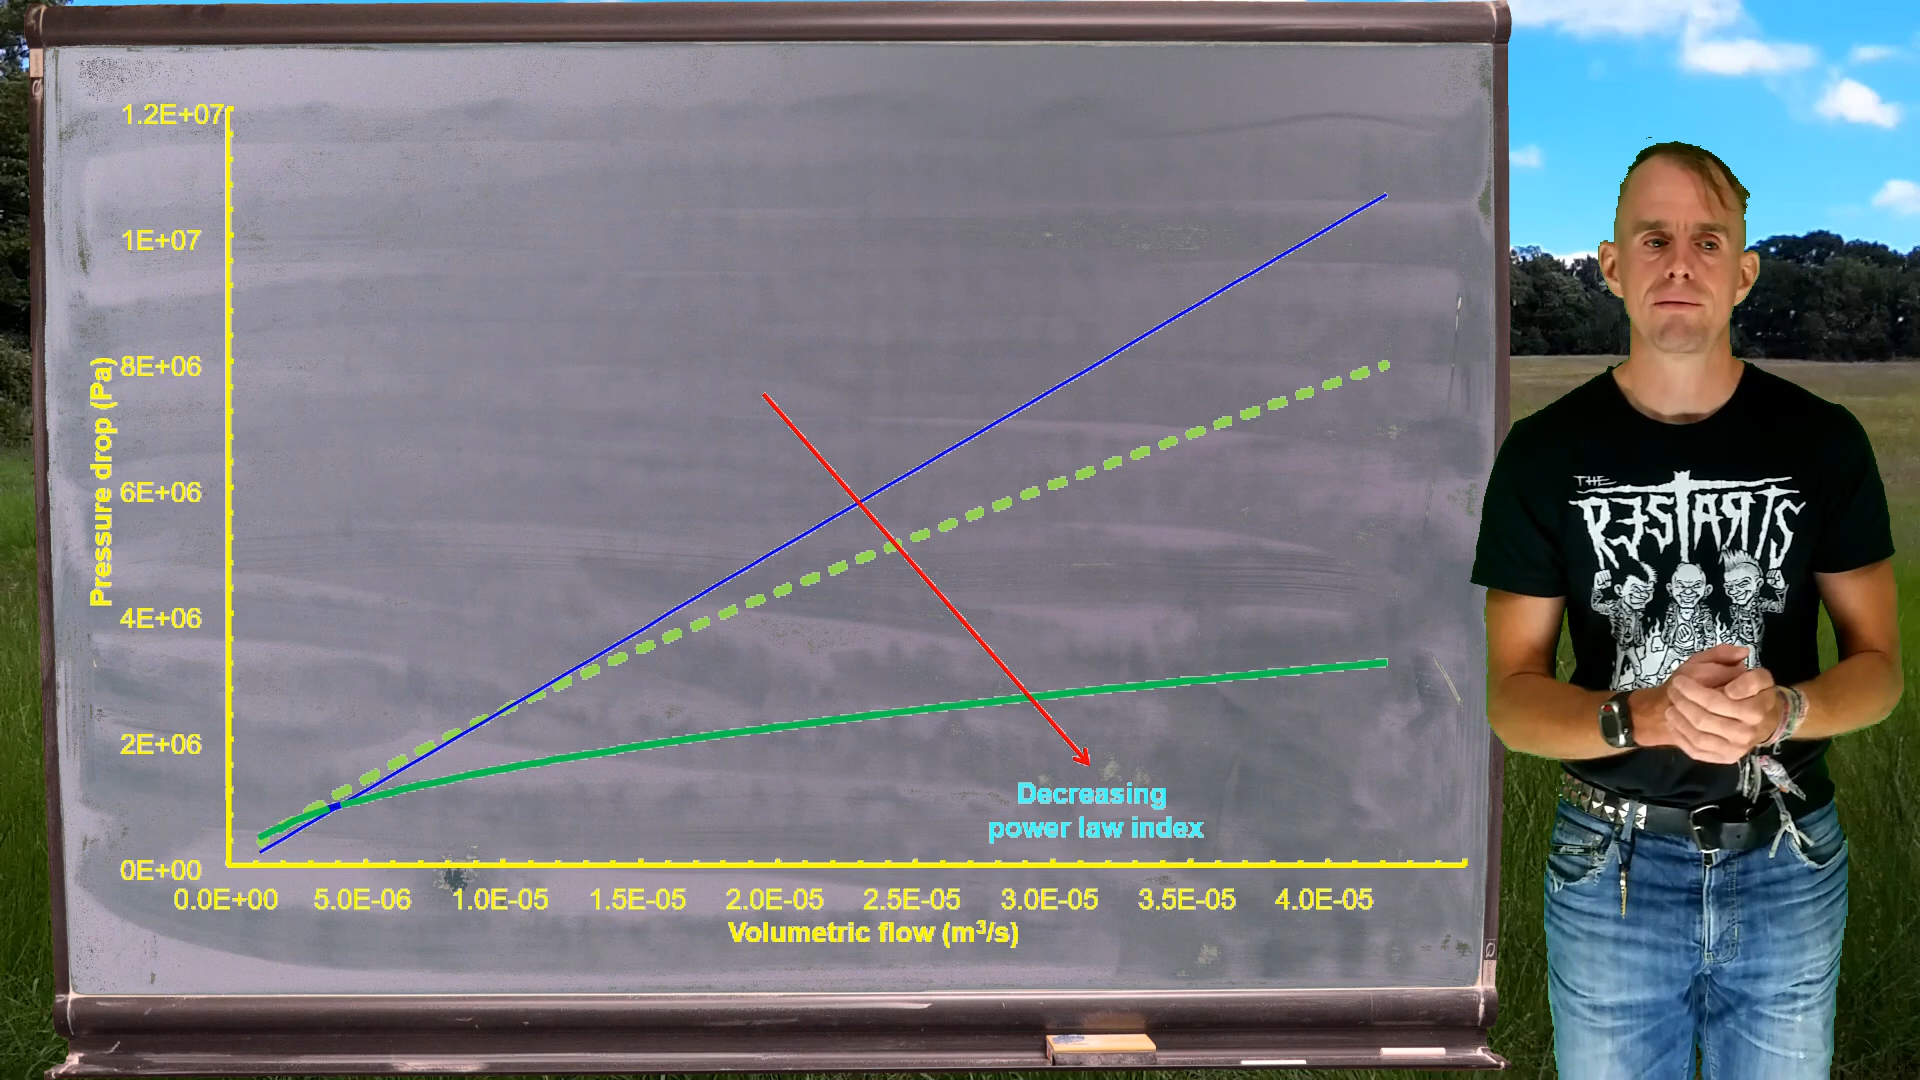 1.2E+07
1E+07
8E+06
6E+06
4E+06
2E+06
0E+00
Pressure drop (Pa)
0.0E+00 5.0E-06 1.0E-05 1.5E-05 2.0E-05 2.5E-05 3.0E-05 3.5E-05 4.0E-05
Volumetric flow (m³/s)
Decreasing
power law index
THE
RESTARTS